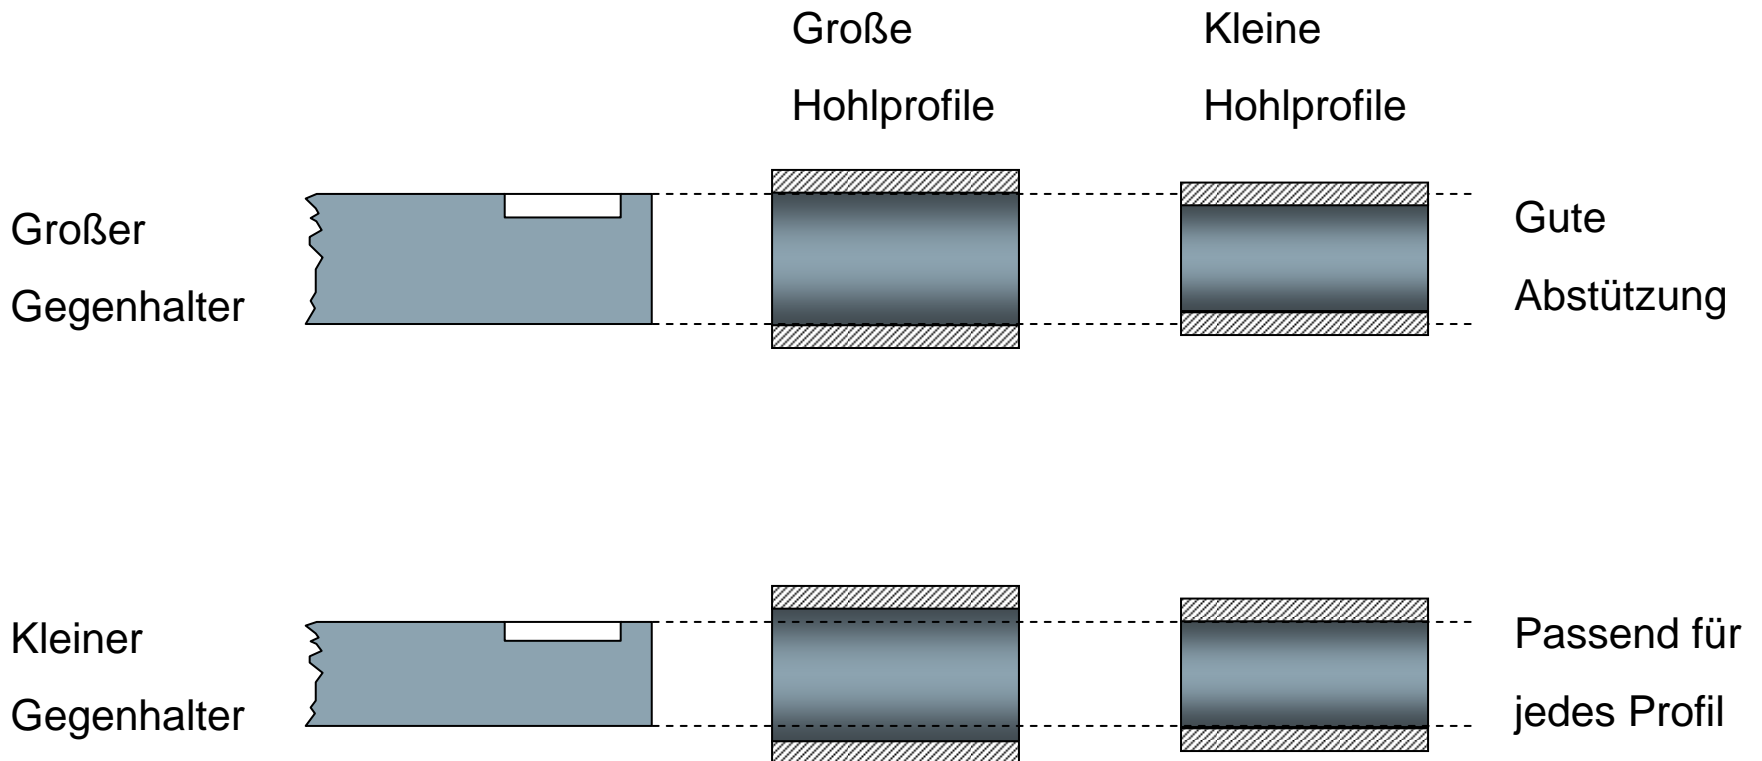 Große
Hohlprofile
Kleine
Hohlprofile
Großer
Gegenhalter
Gute
Abstützung
Kleiner
Gegenhalter
Passend für
jedes Profil